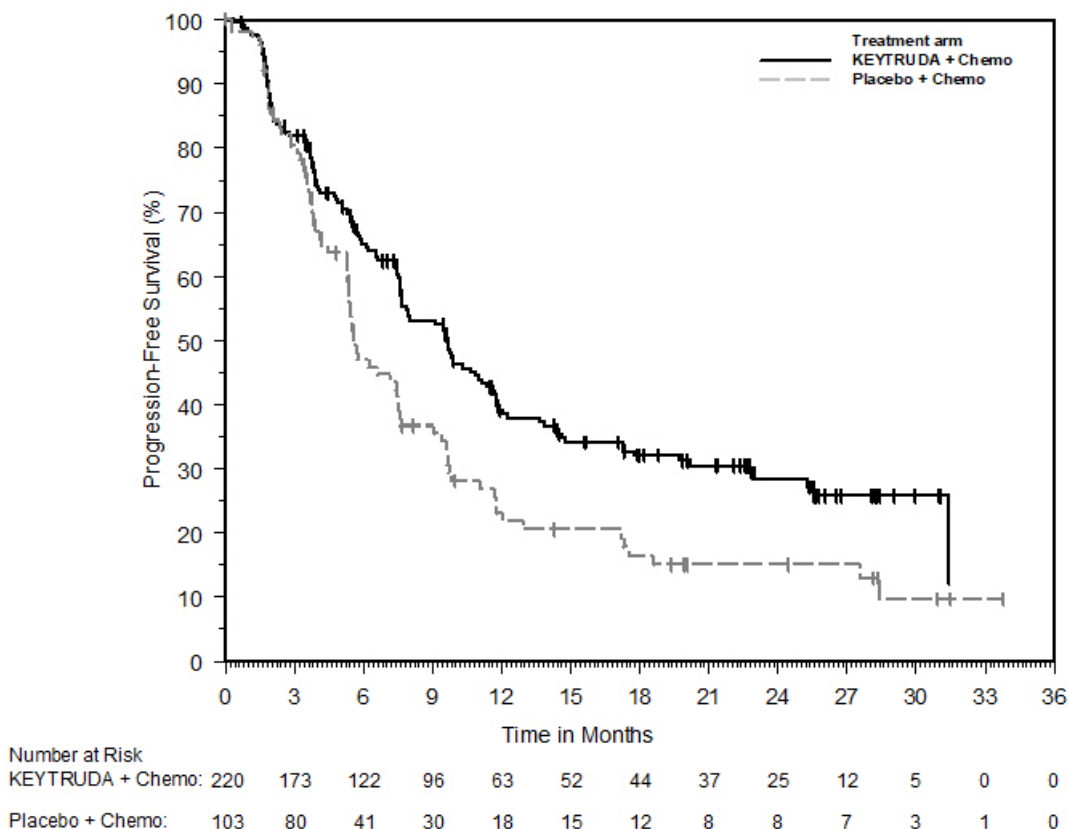 Treatment arm
KEYTRUDA + Chemo
Placebo + Chemo
Progression-Free Survival (%)
100
90
80
70
60
50
40
30
20
10
0
0 3 6 9 12 15 18 21 24 27 30 33 36
Time in Months
Number at Risk
KEYTRUDA + Chemo: 220 173 122 96 63 52 44 37 25 12 5 0 0
Placebo + Chemo: 103 80 41 30 18 15 12 8 8 7 3 1 0